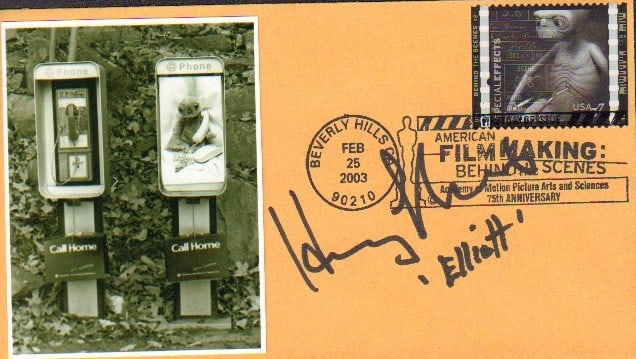 Phone
Phone
Call Home
Call Home
BEHIND THE SCENES
SPECIAL EFFECTS
USA
BEVERLY HILLS
FEB
25
2003
90210
AMERICAN
FILMMAKING:
BEHIND THE SCENES
Academy of Motion Picture Arts and Sciences
75th ANNIVERSARY
Henry
'Elliott'